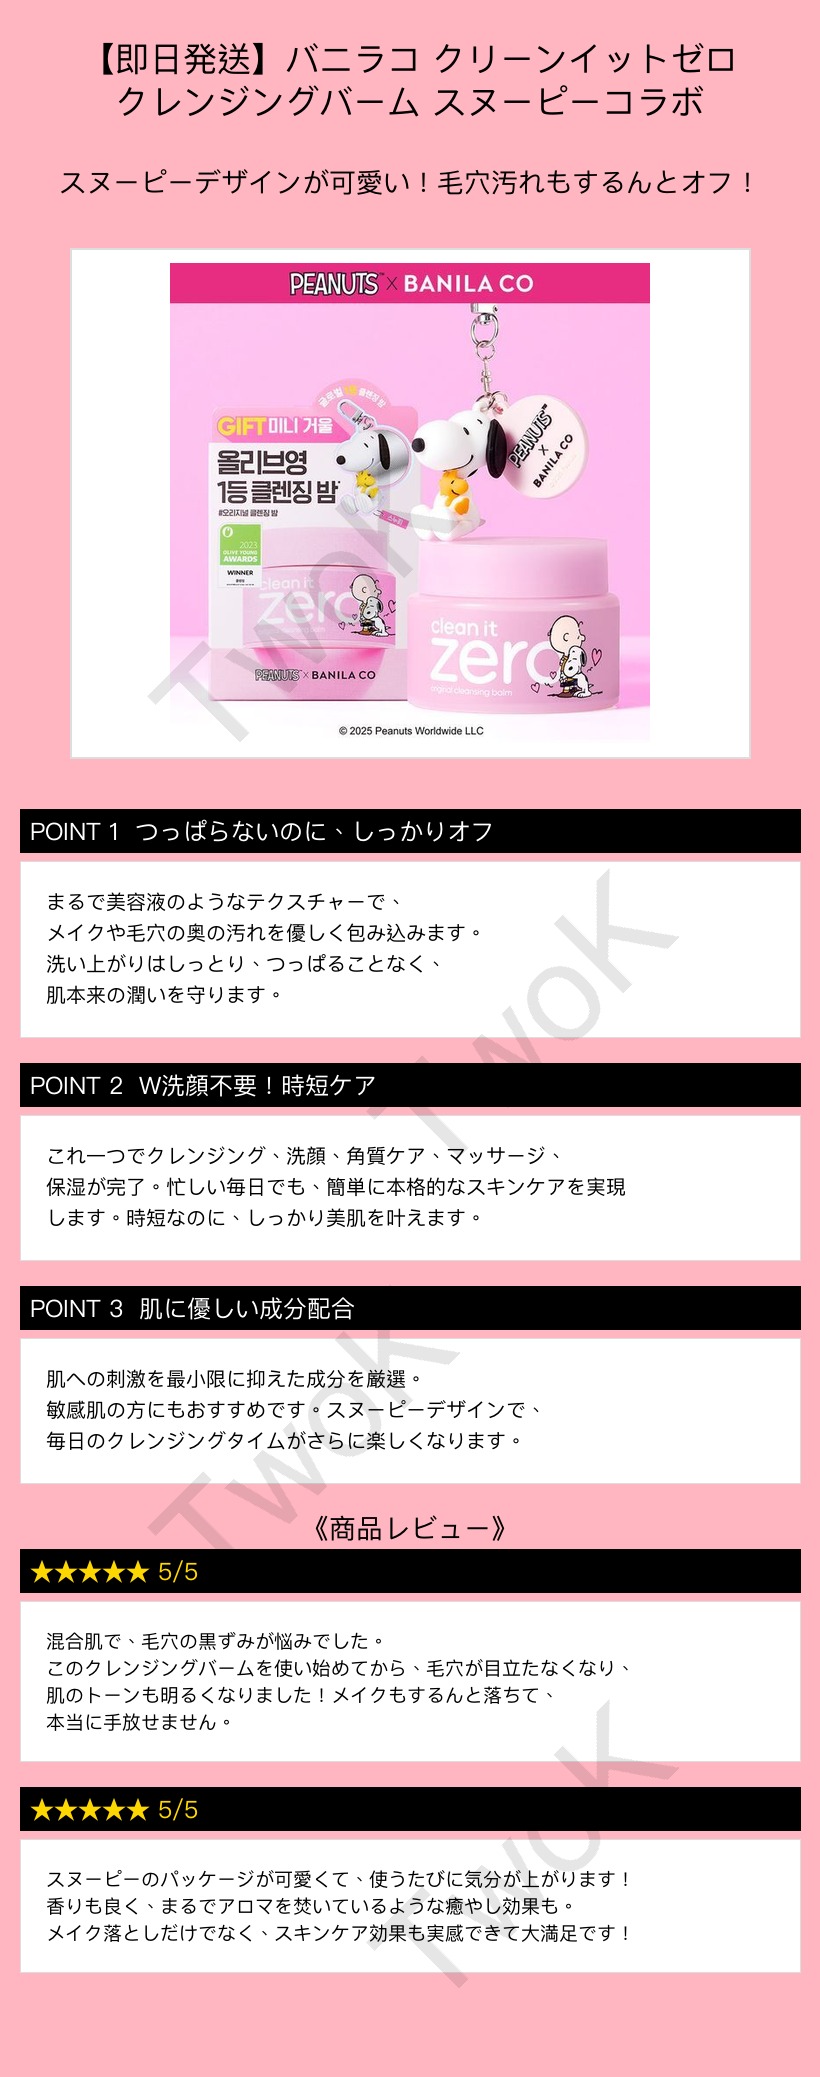 【即日発送】バニラコ クリーンイットゼロ
クレンジングバーム スヌーピーコラボ
スヌーピーデザインが可愛い！毛穴汚れもするんとオフ！
PEANUTS™ × BANILA CO
글로벌 1등 클렌징 밤
GIFT 미니 거울
올리브영
1등 클렌징 밤
#오리지널 클렌징 밤
스누피
2023
OLIVE YOUNG
AWARDS
WINNER
clean it
zero
PEANUTS × BANILA CO
PEANUTS™
×
BANILA CO
clean it
zero
original cleansing balm
© 2025 Peanuts Worldwide LLC
TwoK
POINT 1 つっぱらないのに、しっかりオフ
まるで美容液のようなテクスチャーで、
メイクや毛穴の奥の汚れを優しく包み込みます。
洗い上がりはしっとり、つっぱることなく、
肌本来の潤いを守ります。
TwoK
POINT 2 W洗顔不要！時短ケア
これ一つでクレンジング、洗顔、角質ケア、マッサージ、
保湿が完了。忙しい毎日でも、簡単に本格的なスキンケアを実現
します。時短なのに、しっかり美肌を叶えます。
POINT 3 肌に優しい成分配合
肌への刺激を最小限に抑えた成分を厳選。
敏感肌の方にもおすすめです。スヌーピーデザインで、
毎日のクレンジングタイムがさらに楽しくなります。
TwoK
《商品レビュー》
★★★★★ 5/5
混合肌で、毛穴の黒ずみが悩みでした。
このクレンジングバームを使い始めてから、毛穴が目立たなくなり、
肌のトーンも明るくなりました！メイクもするんと落ちて、
本当に手放せません。
★★★★★ 5/5
スヌーピーのパッケージが可愛くて、使うたびに気分が上がります！
香りも良く、まるでアロマを焚いているような癒やし効果も。
メイク落としだけでなく、スキンケア効果も実感できて大満足です！
TwoK